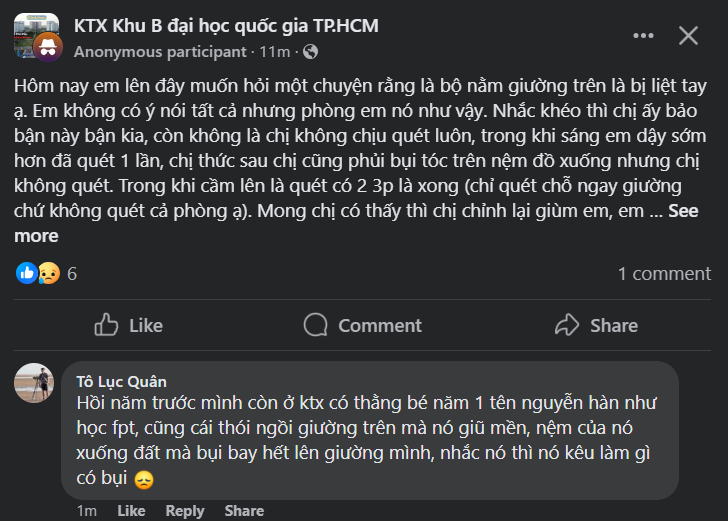 KTX Khu B đại học quốc gia TP.HCM
Anonymous participant · 11m ·
Hôm nay em lên đây muốn hỏi một chuyện rằng là bộ nằm giường trên là bị liệt tay
ạ. Em không có ý nói tất cả nhưng phòng em nó như vậy. Nhắc khéo thì chị ấy bảo
bận này bận kia, còn không là chị không chịu quét luôn, trong khi sáng em dậy sớm
hơn đã quét 1 lần, chị thức sau chị cũng phủi bụi tóc trên nệm đồ xuống nhưng chị
không quét. Trong khi cầm lên là quét có 2 3p là xong (chỉ quét chỗ ngay giường
chứ không quét cả phòng ạ). Mong chị có thấy thì chị chỉnh lại giùm em, em ... See
more
6
1 comment
Like
Comment
Share
Tô Lục Quân
Hồi năm trước mình còn ở ktx có thằng bé năm 1 tên nguyễn hàn như
học fpt, cũng cái thói ngồi giường trên mà nó giũ mền, nệm của nó
xuống đất mà bụi bay hết lên giường mình, nhắc nó thì nó kêu làm gì
có bụi 😞
1m Like Reply Share